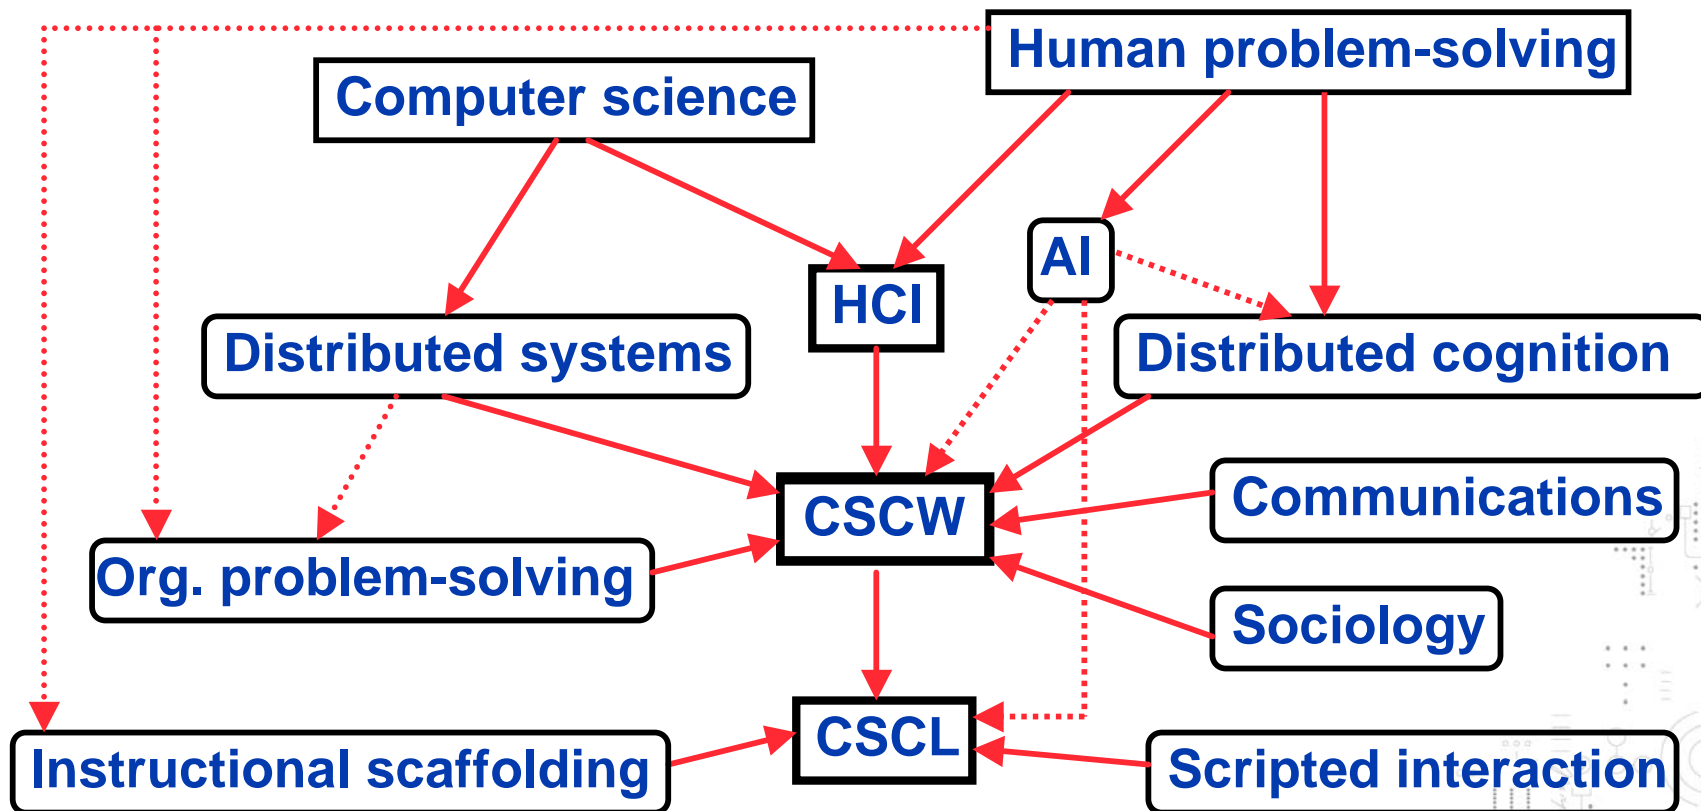 Human problem-solving
Computer science
AI
HCI
Distributed systems
Distributed cognition
Communications
CSCW
Org. problem-solving
Sociology
CSCL
Instructional scaffolding
Scripted interaction